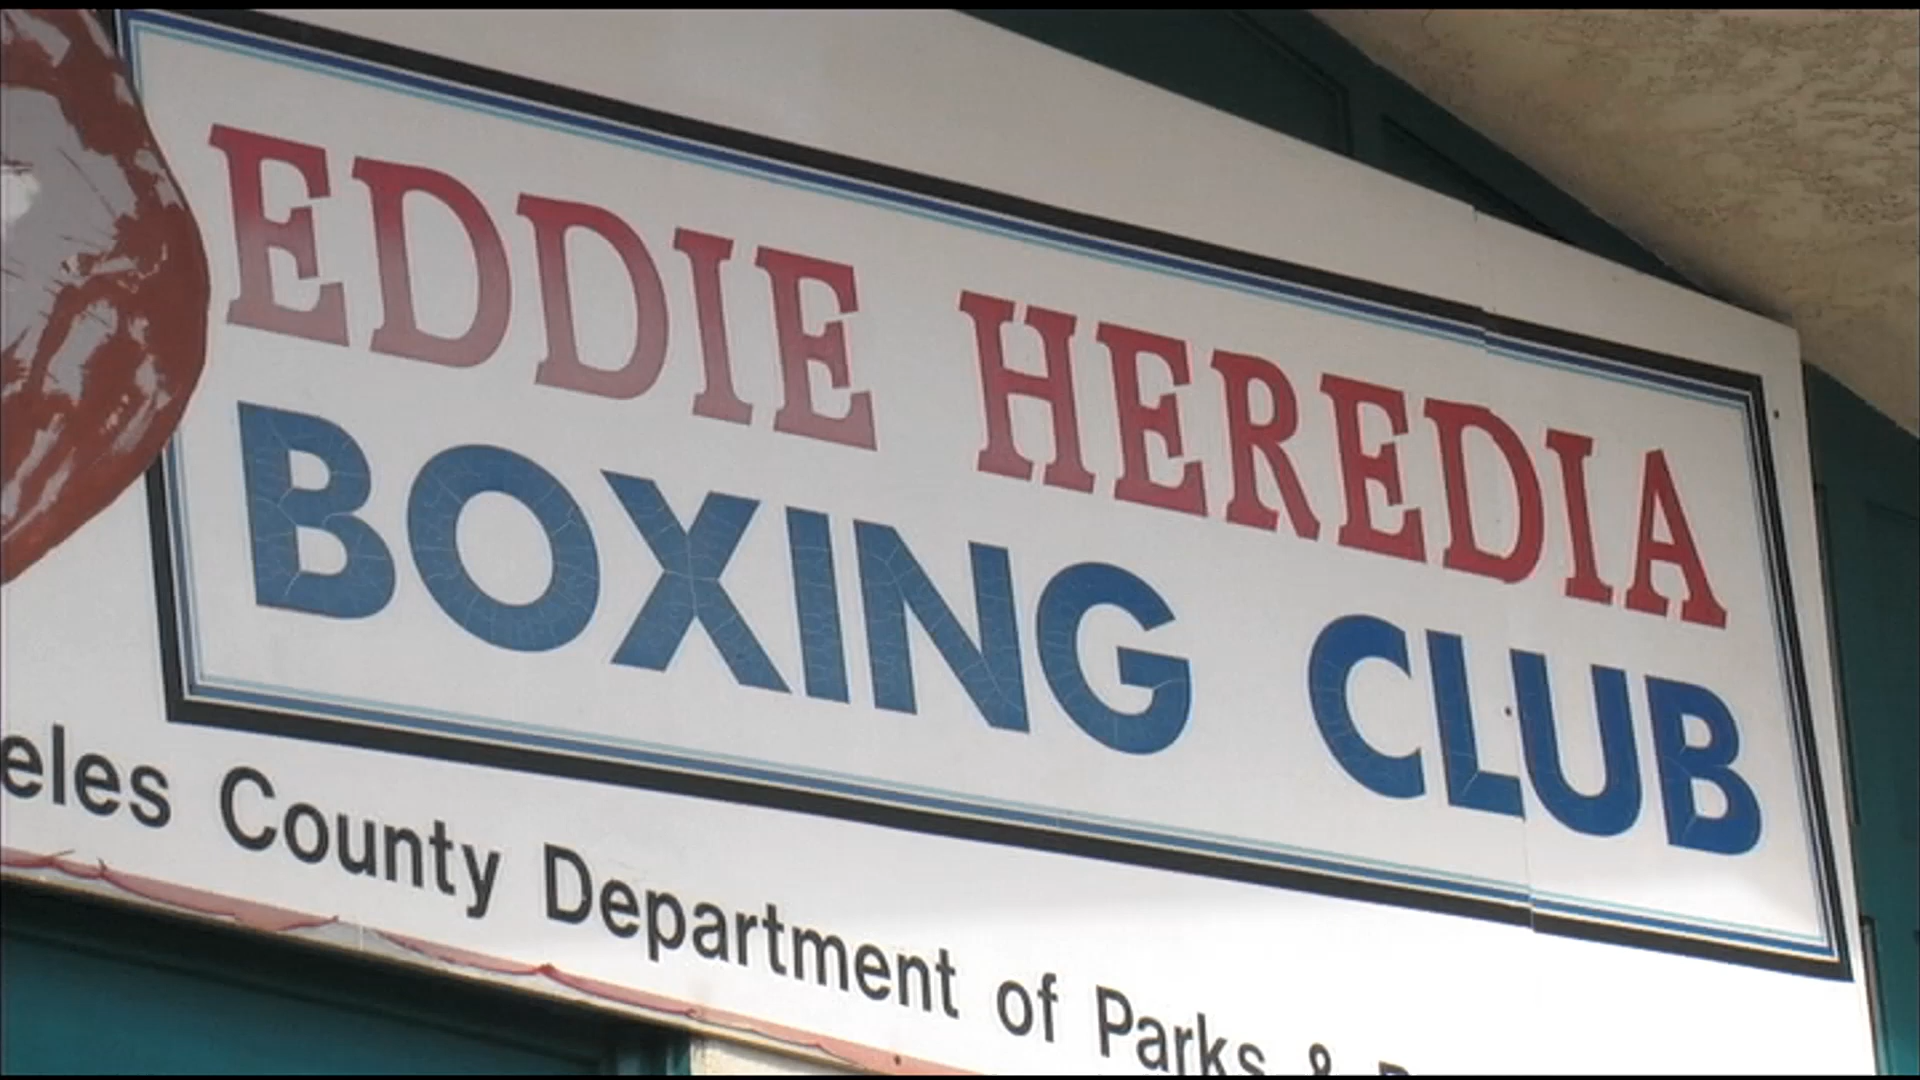 EDDIE HEREDIA
BOXING CLUB
eles County Department of Parks &